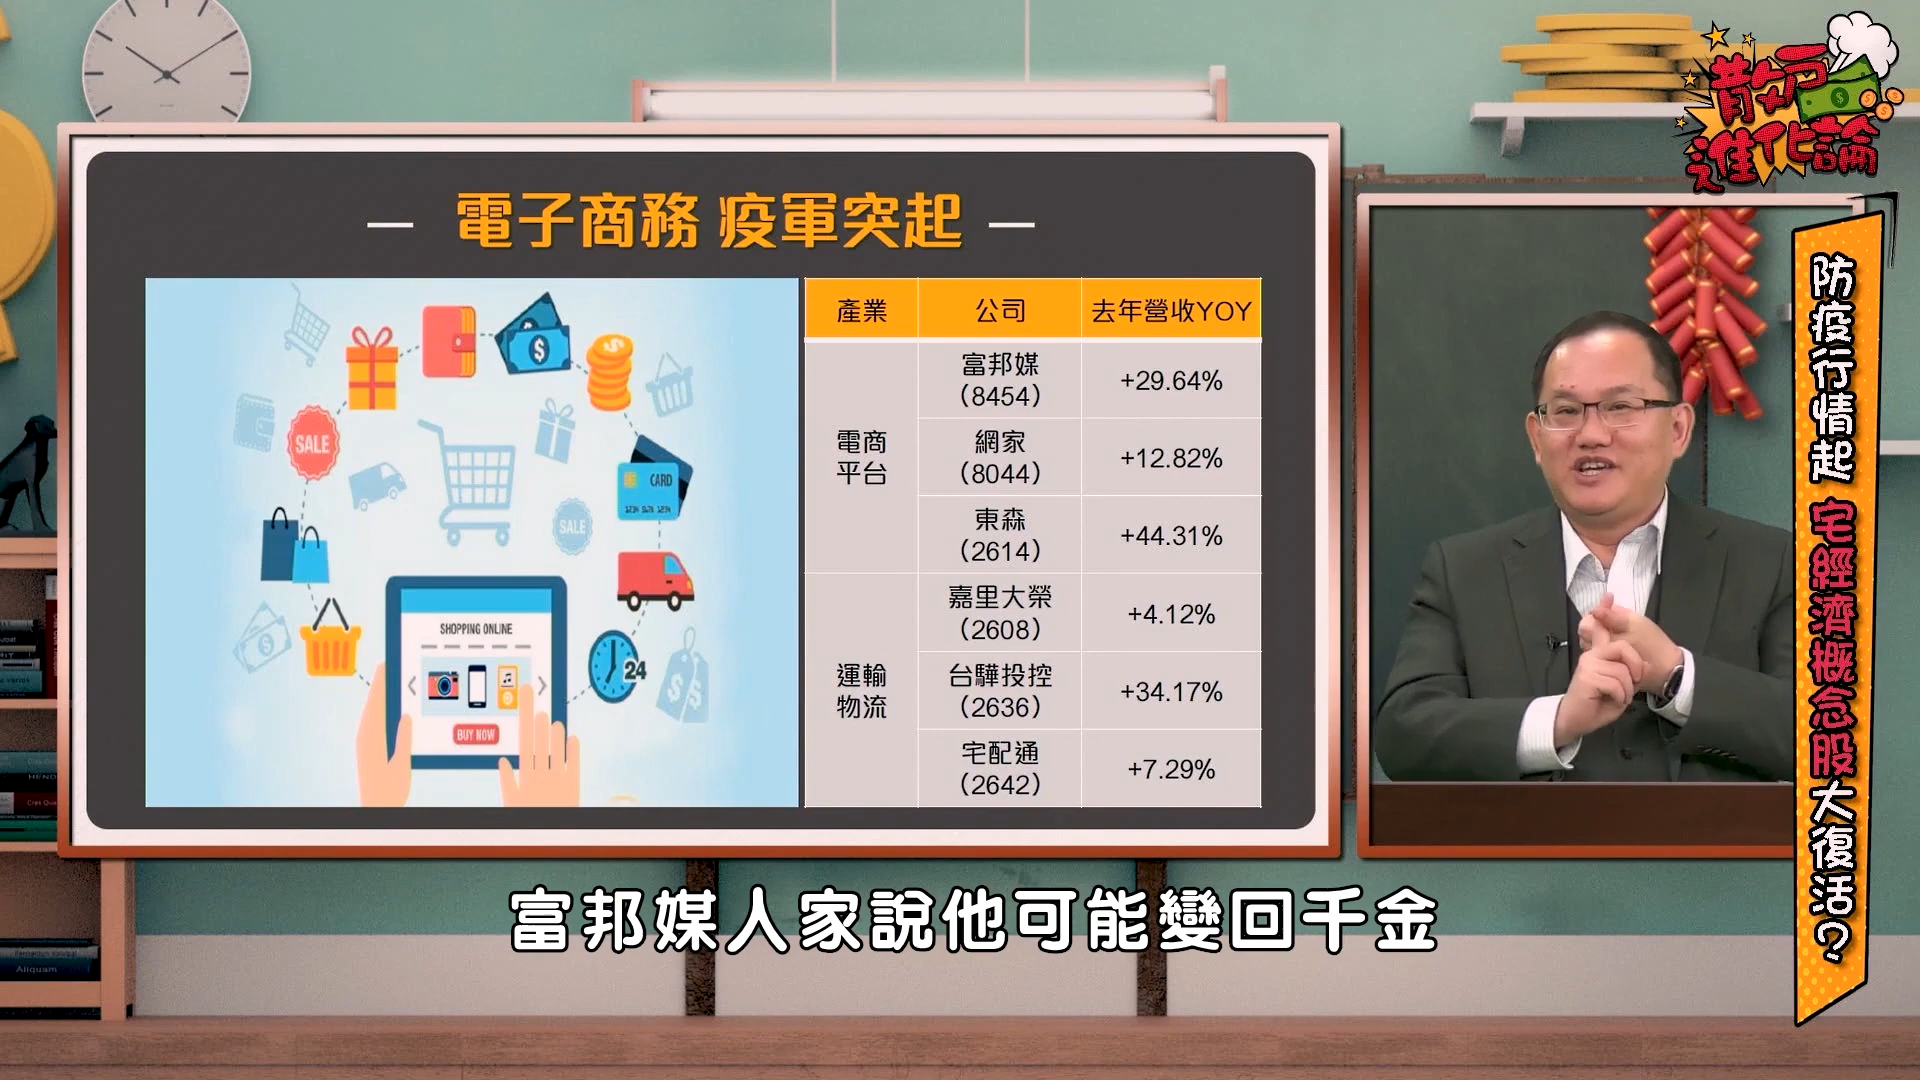 散戶
進化論
電子商務 疫軍突起
產業 公司 去年營收YOY
電商
平台
富邦媒
(8454)
+29.64%
網家
(8044)
+12.82%
東森
(2614)
+44.31%
運輸
物流
嘉里大榮
(2608)
+4.12%
台驊投控
(2636)
+34.17%
宅配通
(2642)
+7.29%
SALE
SALE
CARD
1234 5678 1234
SHOPPING ONLINE
BUY NOW
24
防疫行情起 宅經濟概念股大復活?
富邦媒人家說他可能變回千金
Aliquam